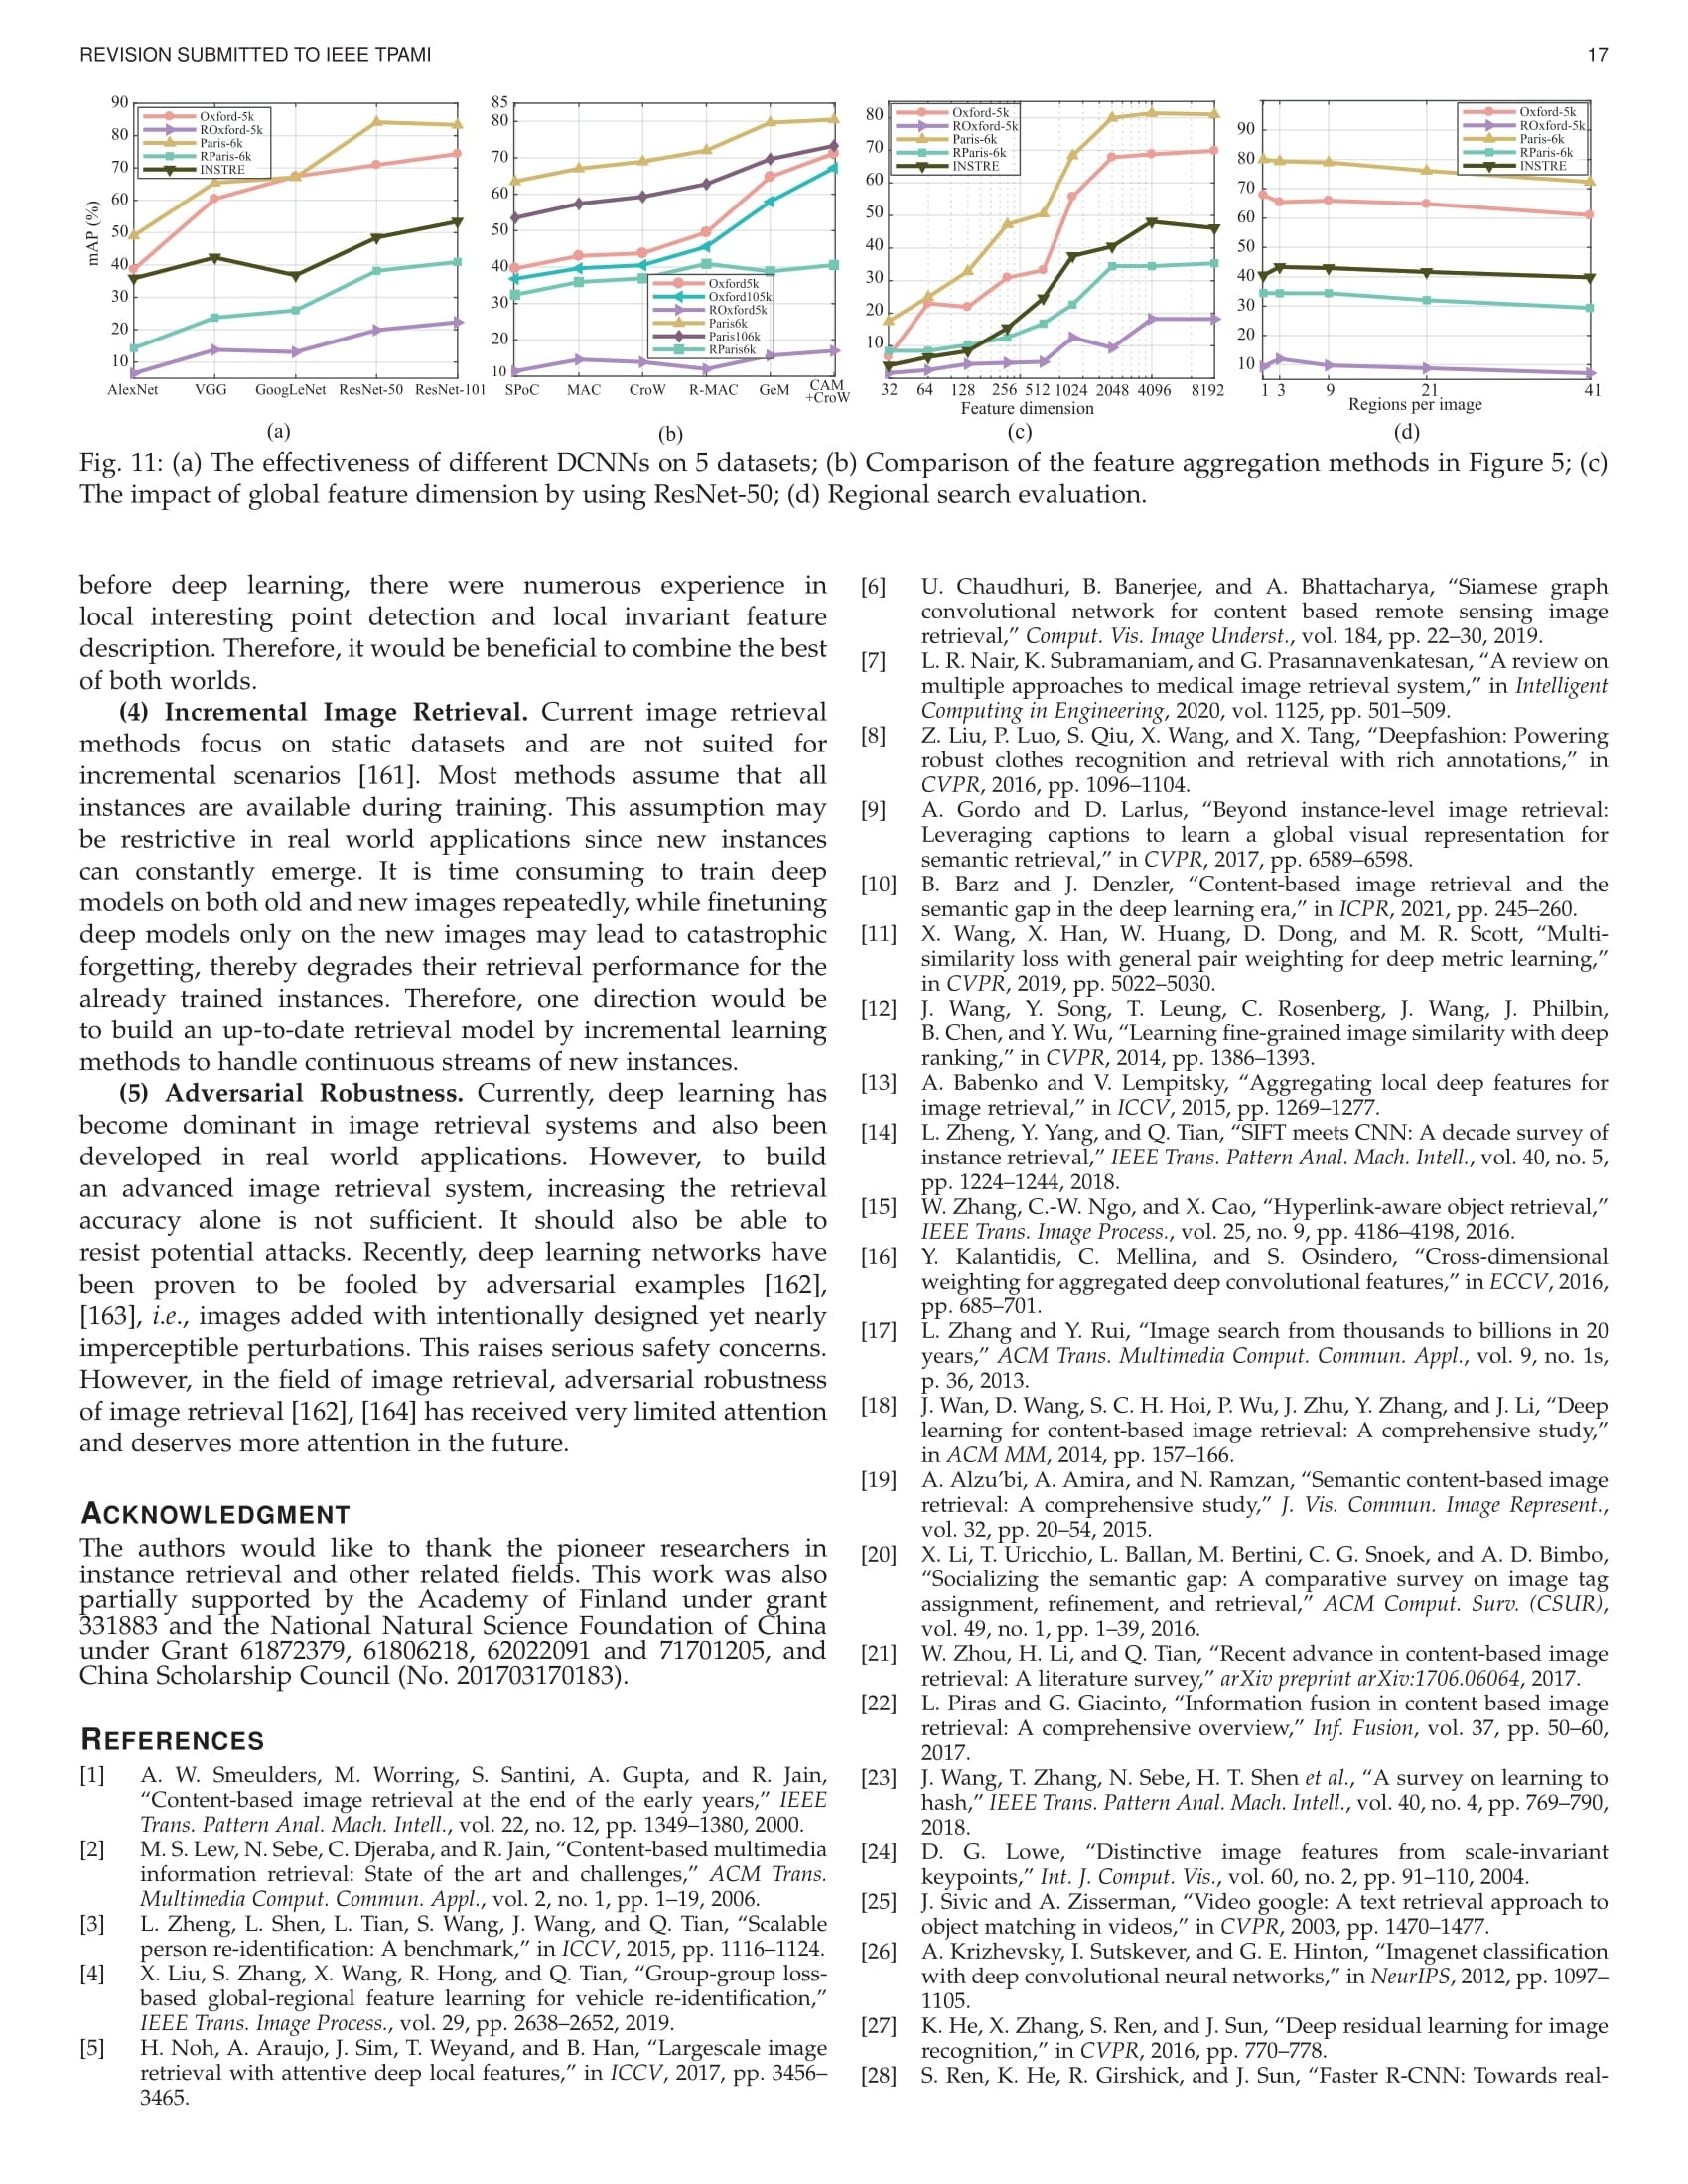 REVISION SUBMITTED TO IEEE TPAMI
17
90
80
70
60
50
40
30
20
10
mAP (%)
Oxford-5k
ROxford-5k
Paris-6k
RParis-6k
INSTRE
AlexNet VGG GoogLeNet ResNet-50 ResNet-101
(a)
85
80
70
60
50
40
30
20
10
Oxford5k
Oxford105k
ROxford5k
Paris6k
Paris106k
RParis6k
SPoC MAC CroW R-MAC GeM CAM
+CroW
(b)
80
70
60
50
40
30
20
10
Oxford-5k
ROxford-5k
Paris-6k
RParis-6k
INSTRE
32 64 128 256 512 1024 2048 4096 8192
Feature dimension
(c)
90
80
70
60
50
40
30
20
10
Oxford-5k
ROxford-5k
Paris-6k
RParis-6k
INSTRE
1 3 9 21 41
Regions per image
(d)
Fig. 11: (a) The effectiveness of different DCNNs on 5 datasets; (b) Comparison of the feature aggregation methods in Figure 5; (c)
The impact of global feature dimension by using ResNet-50; (d) Regional search evaluation.
before deep learning, there were numerous experience in
local interesting point detection and local invariant feature
description. Therefore, it would be beneficial to combine the best
of both worlds.
(4) Incremental Image Retrieval. Current image retrieval
methods focus on static datasets and are not suited for
incremental scenarios [161]. Most methods assume that all
instances are available during training. This assumption may
be restrictive in real world applications since new instances
can constantly emerge. It is time consuming to train deep
models on both old and new images repeatedly, while finetuning
deep models only on the new images may lead to catastrophic
forgetting, thereby degrades their retrieval performance for the
already trained instances. Therefore, one direction would be
to build an up-to-date retrieval model by incremental learning
methods to handle continuous streams of new instances.
(5) Adversarial Robustness. Currently, deep learning has
become dominant in image retrieval systems and also been
developed in real world applications. However, to build
an advanced image retrieval system, increasing the retrieval
accuracy alone is not sufficient. It should also be able to
resist potential attacks. Recently, deep learning networks have
been proven to be fooled by adversarial examples [162],
[163], i.e., images added with intentionally designed yet nearly
imperceptible perturbations. This raises serious safety concerns.
However, in the field of image retrieval, adversarial robustness
of image retrieval [162], [164] has received very limited attention
and deserves more attention in the future.
ACKNOWLEDGMENT
The authors would like to thank the pioneer researchers in
instance retrieval and other related fields. This work was also
partially supported by the Academy of Finland under grant
331883 and the National Natural Science Foundation of China
under Grant 61872379, 61806218, 62022091 and 71701205, and
China Scholarship Council (No. 201703170183).
REFERENCES
[1] A. W. Smeulders, M. Worring, S. Santini, A. Gupta, and R. Jain,
“Content-based image retrieval at the end of the early years,” IEEE
Trans. Pattern Anal. Mach. Intell., vol. 22, no. 12, pp. 1349–1380, 2000.
[2] M. S. Lew, N. Sebe, C. Djeraba, and R. Jain, “Content-based multimedia
information retrieval: State of the art and challenges,” ACM Trans.
Multimedia Comput. Commun. Appl., vol. 2, no. 1, pp. 1–19, 2006.
[3] L. Zheng, L. Shen, L. Tian, S. Wang, J. Wang, and Q. Tian, “Scalable
person re-identification: A benchmark,” in ICCV, 2015, pp. 1116–1124.
[4] X. Liu, S. Zhang, X. Wang, R. Hong, and Q. Tian, “Group-group loss-
based global-regional feature learning for vehicle re-identification,”
IEEE Trans. Image Process., vol. 29, pp. 2638–2652, 2019.
[5] H. Noh, A. Araujo, J. Sim, T. Weyand, and B. Han, “Largescale image
retrieval with attentive deep local features,” in ICCV, 2017, pp. 3456–
3465.
[6] U. Chaudhuri, B. Banerjee, and A. Bhattacharya, “Siamese graph
convolutional network for content based remote sensing image
retrieval,” Comput. Vis. Image Underst., vol. 184, pp. 22–30, 2019.
[7] L. R. Nair, K. Subramaniam, and G. Prasannavenkatesan, “A review on
multiple approaches to medical image retrieval system,” in Intelligent
Computing in Engineering, 2020, vol. 1125, pp. 501–509.
[8] Z. Liu, P. Luo, S. Qiu, X. Wang, and X. Tang, “Deepfashion: Powering
robust clothes recognition and retrieval with rich annotations,” in
CVPR, 2016, pp. 1096–1104.
[9] A. Gordo and D. Larlus, “Beyond instance-level image retrieval:
Leveraging captions to learn a global visual representation for
semantic retrieval,” in CVPR, 2017, pp. 6589–6598.
[10] B. Barz and J. Denzler, “Content-based image retrieval and the
semantic gap in the deep learning era,” in ICPR, 2021, pp. 245–260.
[11] X. Wang, X. Han, W. Huang, D. Dong, and M. R. Scott, “Multi-
similarity loss with general pair weighting for deep metric learning,”
in CVPR, 2019, pp. 5022–5030.
[12] J. Wang, Y. Song, T. Leung, C. Rosenberg, J. Wang, J. Philbin,
B. Chen, and Y. Wu, “Learning fine-grained image similarity with deep
ranking,” in CVPR, 2014, pp. 1386–1393.
[13] A. Babenko and V. Lempitsky, “Aggregating local deep features for
image retrieval,” in ICCV, 2015, pp. 1269–1277.
[14] L. Zheng, Y. Yang, and Q. Tian, “SIFT meets CNN: A decade survey of
instance retrieval,” IEEE Trans. Pattern Anal. Mach. Intell., vol. 40, no. 5,
pp. 1224–1244, 2018.
[15] W. Zhang, C.-W. Ngo, and X. Cao, “Hyperlink-aware object retrieval,”
IEEE Trans. Image Process., vol. 25, no. 9, pp. 4186–4198, 2016.
[16] Y. Kalantidis, C. Mellina, and S. Osindero, “Cross-dimensional
weighting for aggregated deep convolutional features,” in ECCV, 2016,
pp. 685–701.
[17] L. Zhang and Y. Rui, “Image search from thousands to billions in 20
years,” ACM Trans. Multimedia Comput. Commun. Appl., vol. 9, no. 1s,
p. 36, 2013.
[18] J. Wan, D. Wang, S. C. H. Hoi, P. Wu, J. Zhu, Y. Zhang, and J. Li, “Deep
learning for content-based image retrieval: A comprehensive study,”
in ACM MM, 2014, pp. 157–166.
[19] A. Alzu’bi, A. Amira, and N. Ramzan, “Semantic content-based image
retrieval: A comprehensive study,” J. Vis. Commun. Image Represent.,
vol. 32, pp. 20–54, 2015.
[20] X. Li, T. Uricchio, L. Ballan, M. Bertini, C. G. Snoek, and A. D. Bimbo,
“Socializing the semantic gap: A comparative survey on image tag
assignment, refinement, and retrieval,” ACM Comput. Surv. (CSUR),
vol. 49, no. 1, pp. 1–39, 2016.
[21] W. Zhou, H. Li, and Q. Tian, “Recent advance in content-based image
retrieval: A literature survey,” arXiv preprint arXiv:1706.06064, 2017.
[22] L. Piras and G. Giacinto, “Information fusion in content based image
retrieval: A comprehensive overview,” Inf. Fusion, vol. 37, pp. 50–60,
2017.
[23] J. Wang, T. Zhang, N. Sebe, H. T. Shen et al., “A survey on learning to
hash,” IEEE Trans. Pattern Anal. Mach. Intell., vol. 40, no. 4, pp. 769–790,
2018.
[24] D. G. Lowe, “Distinctive image features from scale-invariant
keypoints,” Int. J. Comput. Vis., vol. 60, no. 2, pp. 91–110, 2004.
[25] J. Sivic and A. Zisserman, “Video google: A text retrieval approach to
object matching in videos,” in CVPR, 2003, pp. 1470–1477.
[26] A. Krizhevsky, I. Sutskever, and G. E. Hinton, “Imagenet classification
with deep convolutional neural networks,” in NeurIPS, 2012, pp. 1097–
1105.
[27] K. He, X. Zhang, S. Ren, and J. Sun, “Deep residual learning for image
recognition,” in CVPR, 2016, pp. 770–778.
[28] S. Ren, K. He, R. Girshick, and J. Sun, “Faster R-CNN: Towards real-